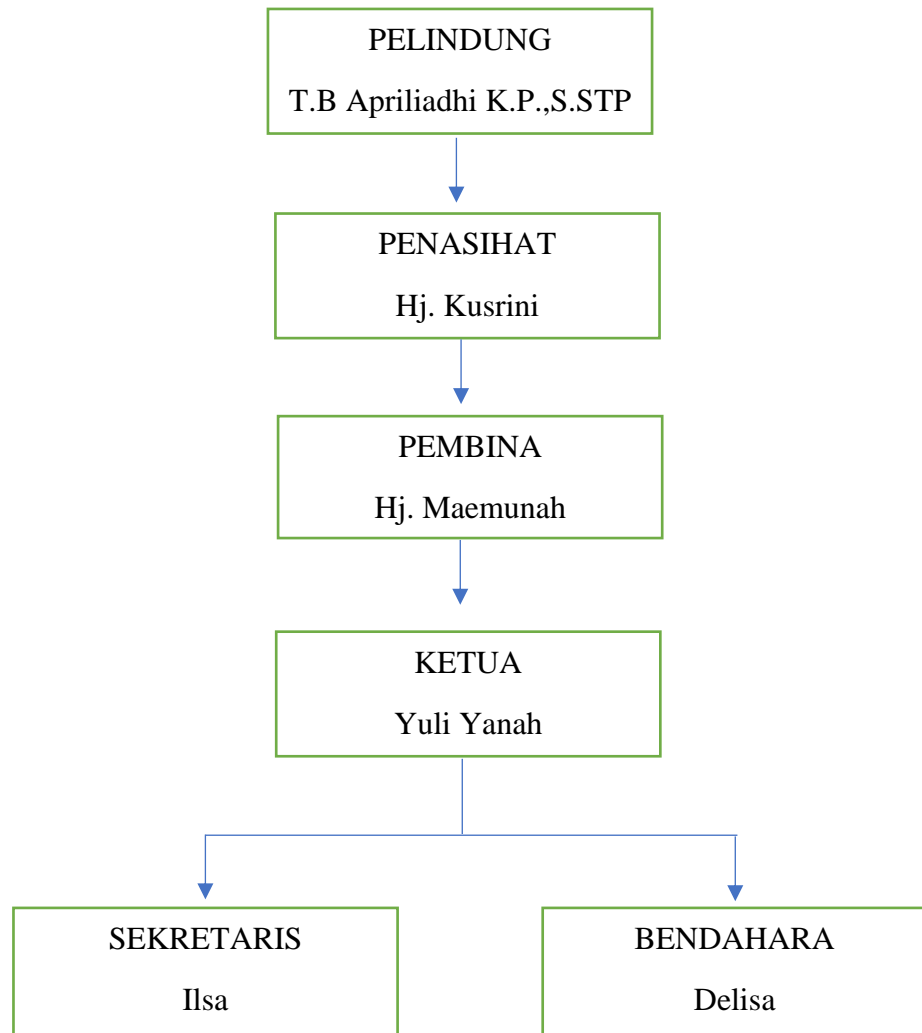 PELINDUNG
T.B Apriliadhi K.P.,S.STP
PENASIHAT
Hj. Kusrini
PEMBINA
Hj. Maemunah
KETUA
Yuli Yanah
SEKRETARIS
Ilsa
BENDAHARA
Delisa